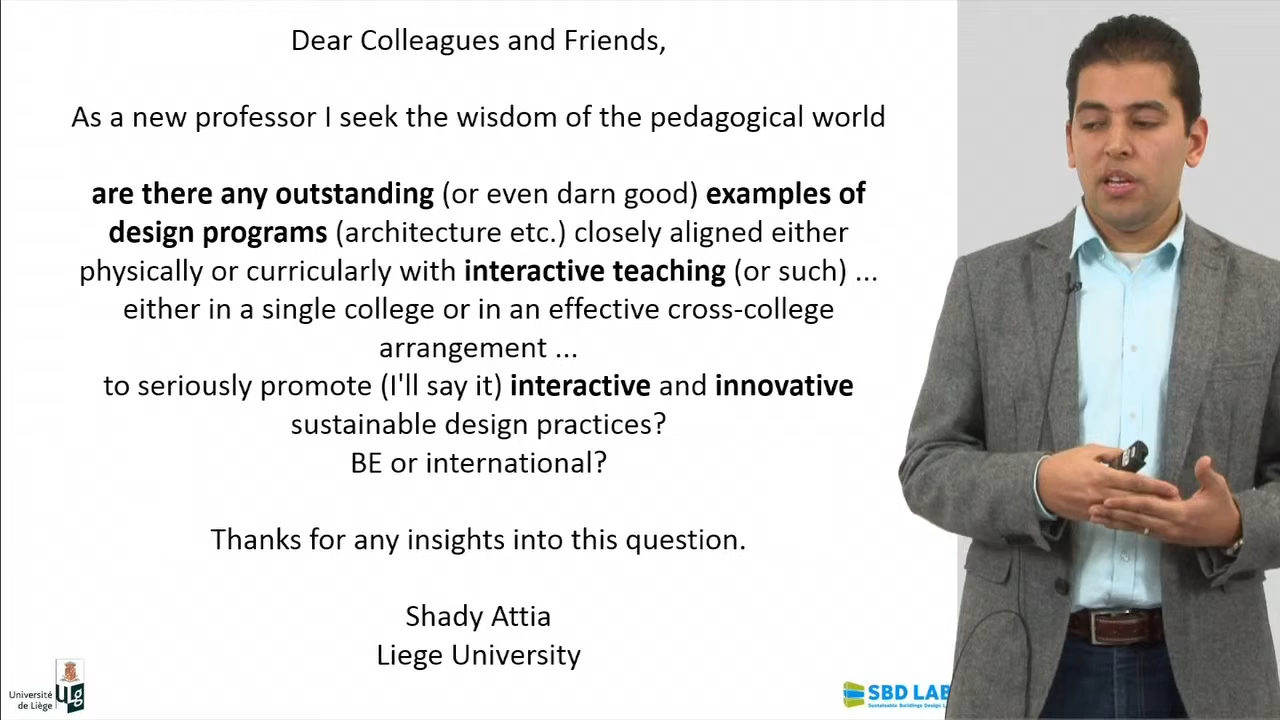 Dear Colleagues and Friends,
As a new professor I seek the wisdom of the pedagogical world
are there any outstanding (or even darn good) examples of
design programs (architecture etc.) closely aligned either
physically or curricularly with interactive teaching (or such) ...
either in a single college or in an effective cross-college
arrangement ...
to seriously promote (I'll say it) interactive and innovative
sustainable design practices?
BE or international?
Thanks for any insights into this question.
Shady Attia
Liege University
Université
de Liège
ULg
SBD LAB
Sustainable Buildings Design